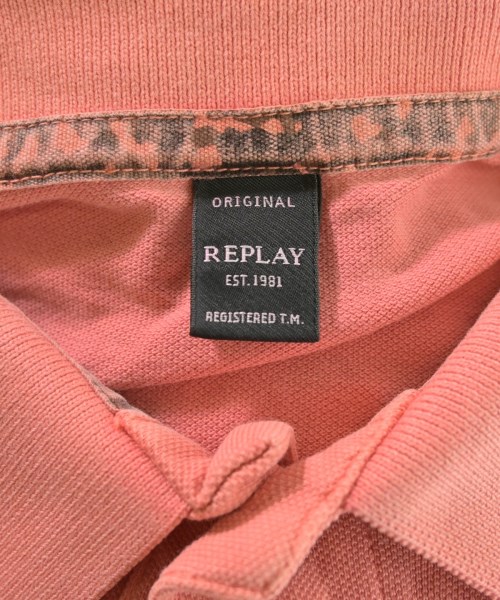 ORIGINAL
REPLAY
EST. 1981
REGISTERED T.M.